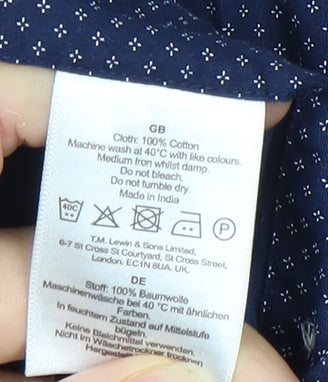 GB
Cloth: 100% Cotton
Machine wash at 40°C with like colours.
Medium Iron whilst damp.
Do not bleach.
Do not tumble dry.
Made in India
40C P
T.M. Lewin & Sons Limited,
6-7 St Cross St Courtyard, St Cross Street,
London. EC1N 8UA. UK.
DE
Stoff: 100% Baumwolle
Maschinenwäsche bei 40 °C mit ähnlichen
Farben.
In feuchtem Zustand auf Mittelstufe
bügeln.
Keine Bleichmittel verwenden.
Nicht im Wäschetrockner trocknen